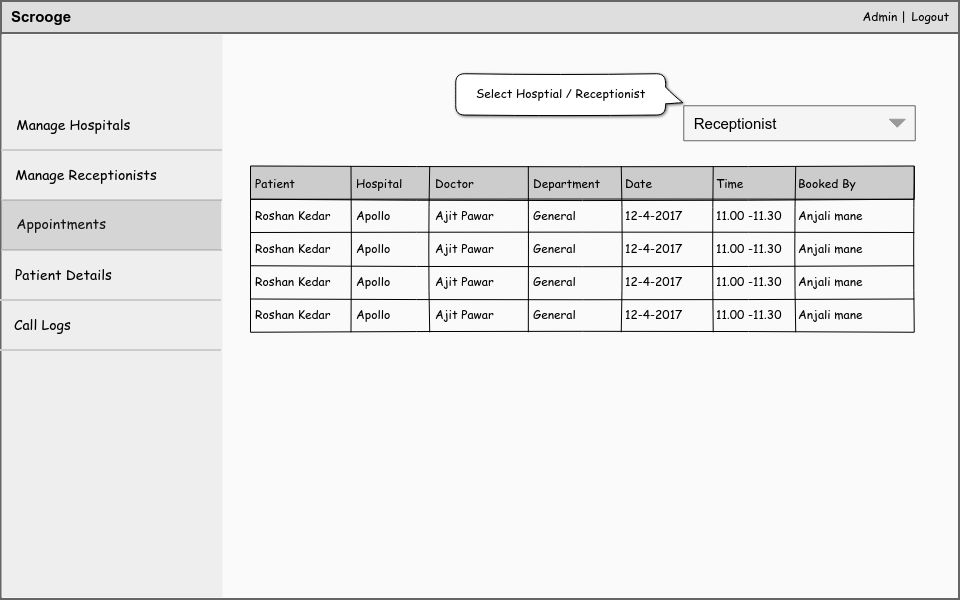 Scrooge
Admin | Logout
Select Hosptial / Receptionist
Receptionist
Manage Hospitals
Manage Receptionists
Appointments
Patient Details
Call Logs
Patient Hospital Doctor Department Date Time Booked By
Roshan Kedar Apollo Ajit Pawar General 12-4-2017 11.00 -11.30 Anjali mane
Roshan Kedar Apollo Ajit Pawar General 12-4-2017 11.00 -11.30 Anjali mane
Roshan Kedar Apollo Ajit Pawar General 12-4-2017 11.00 -11.30 Anjali mane
Roshan Kedar Apollo Ajit Pawar General 12-4-2017 11.00 -11.30 Anjali mane